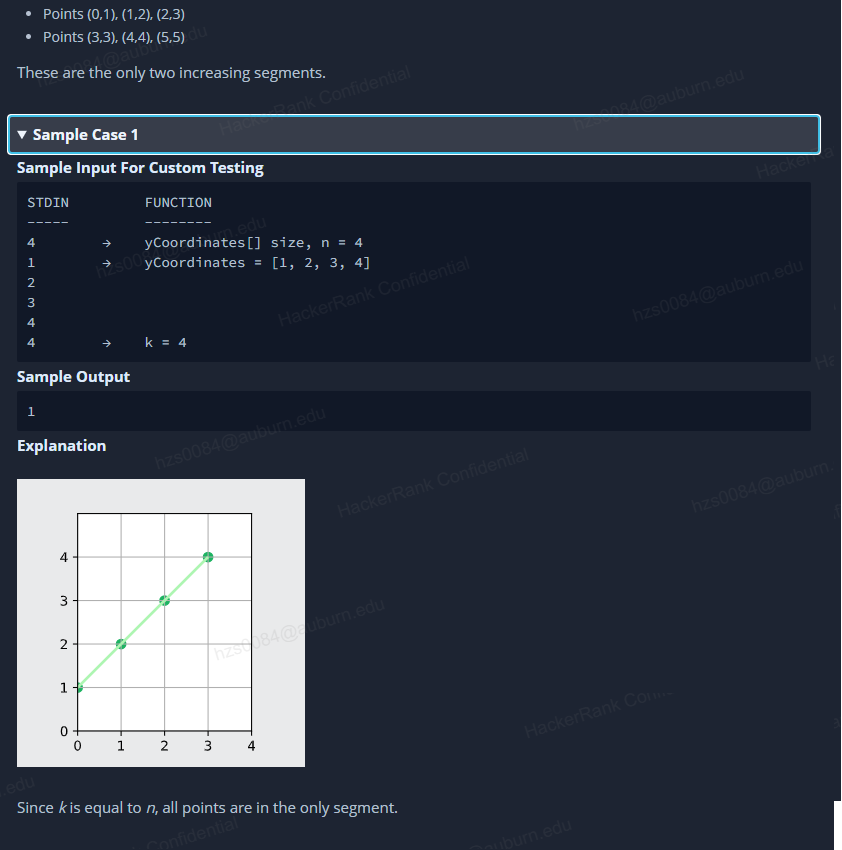 • Points (0,1), (1,2), (2,3)
• Points (3,3), (4,4), (5,5)
These are the only two increasing segments.
▼ Sample Case 1
Sample Input For Custom Testing
STDIN FUNCTION
----- --------
4 → yCoordinates[] size, n = 4
1 → yCoordinates = [1, 2, 3, 4]
2
3
4
4 → k = 4
Sample Output
1
Explanation
4
3
2
1
0
0 1 2 3 4
Since k is equal to n, all points are in the only segment.
hzs0084@auburn.edu
HackerRank Confidential